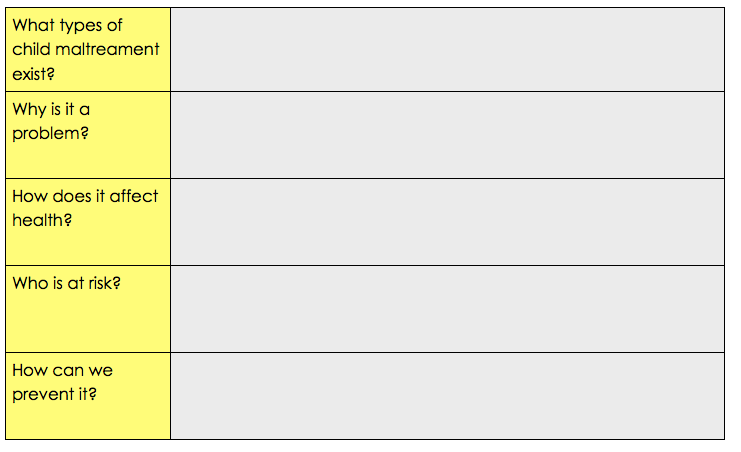 What types of
child maltreament
exist?
Why is it a
problem?
How does it affect
health?
Who is at risk?
How can we
prevent it?